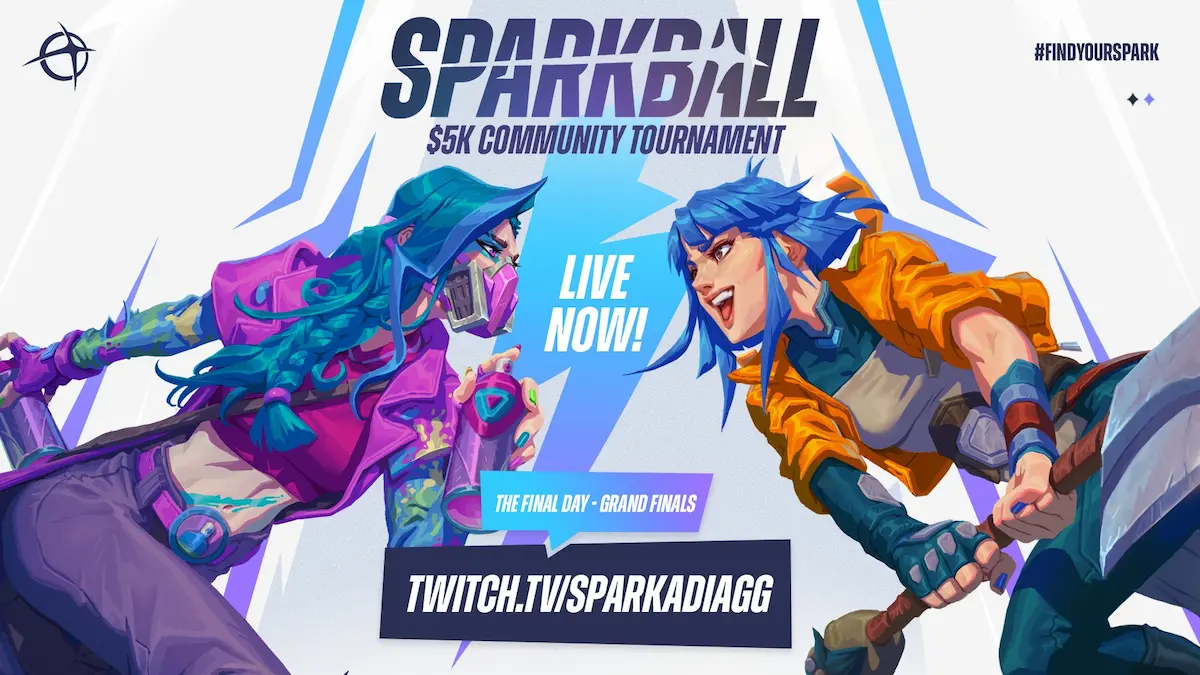 SPARKBALL
$5K COMMUNITY TOURNAMENT
#FINDYOURSPARK
LIVE
NOW!
THE FINAL DAY - GRAND FINALS
TWITCH.TV/SPARKADIAGG